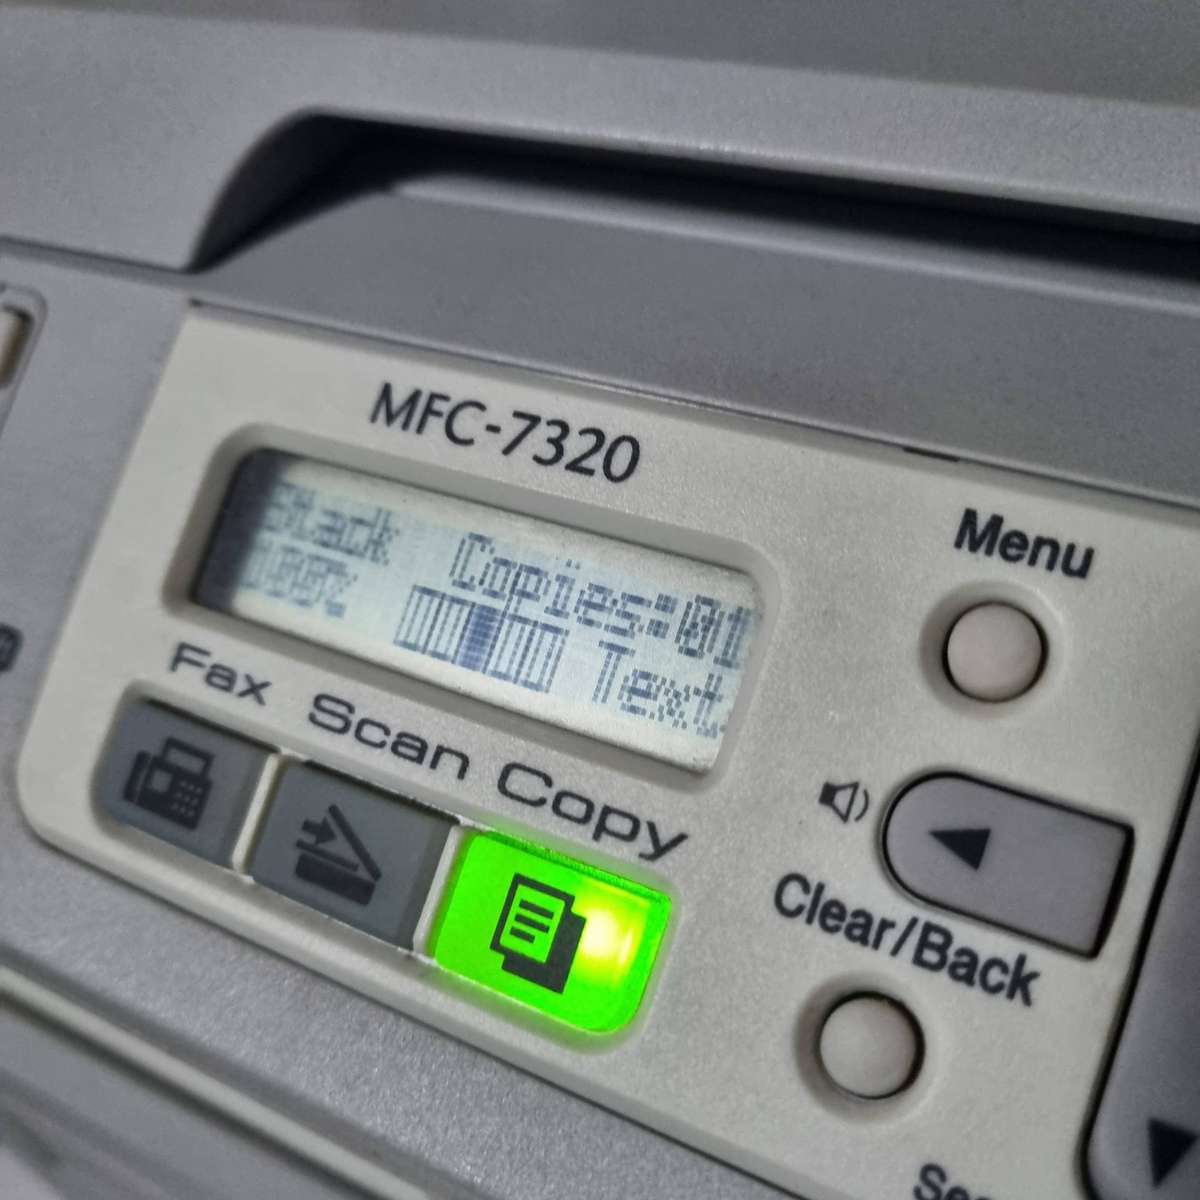 MFC-7320
Stack Copies:01
100% Text
Menu
Fax Scan Copy
Clear/Back